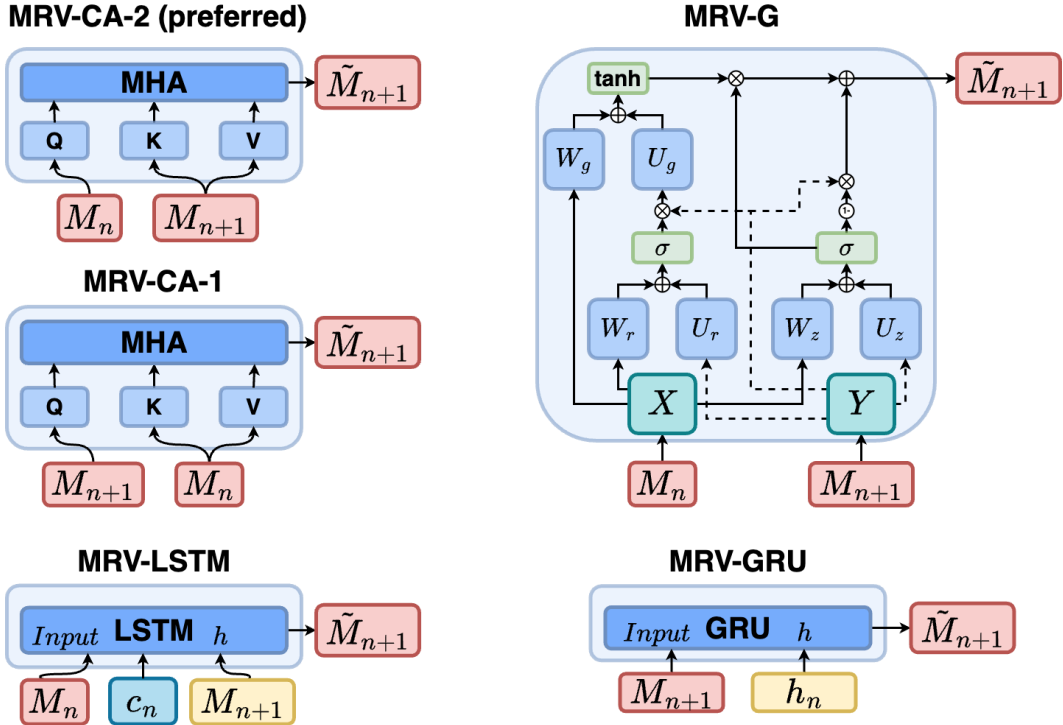 MRV-CA-2 (preferred)
MHA
M̃n+1
Q K V
Mn Mn+1
MRV-CA-1
MHA
M̃n+1
Q K V
Mn+1 Mn
MRV-LSTM
Input LSTM h
M̃n+1
Mn cn Mn+1
MRV-G
tanh ⊗ ⊕ M̃n+1
⊕
Wg Ug
⊗ ⊗
1-
σ σ
⊕ ⊕
Wr Ur Wz Uz
X Y
Mn Mn+1
MRV-GRU
Input GRU h
M̃n+1
Mn+1 hn